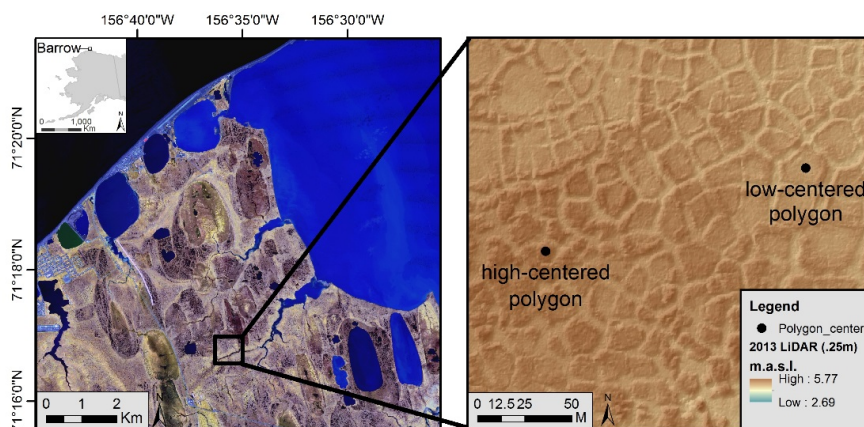 156°40'0"W
156°35'0"W
156°30'0"W
Barrow
N
0 1,000
Km
71°20'0"N
71°18'0"N
71°16'0"N
0 1 2
Km
N
low-centered
polygon
high-centered
polygon
Legend
Polygon_center
2013 LiDAR (.25m)
m.a.s.l.
High : 5.77
Low : 2.69
0 12.5 25 50
M
N